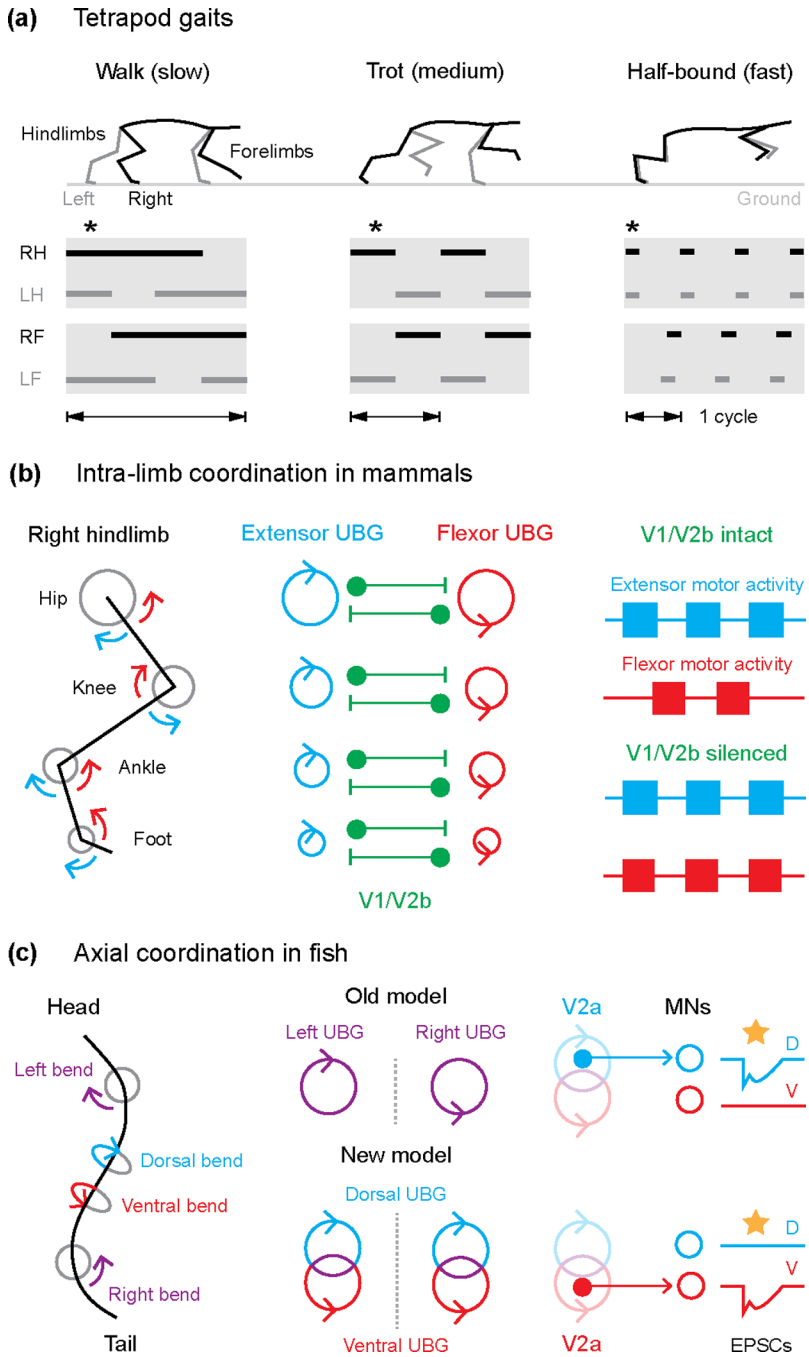 (a) Tetrapod gaits
Walk (slow) Trot (medium) Half-bound (fast)
Hindlimbs
Forelimbs
Left Right Ground
* * *
RH
LH
RF
LF
1 cycle
(b) Intra-limb coordination in mammals
Right hindlimb Extensor UBG Flexor UBG V1/V2b intact
Hip
Extensor motor activity
Knee
Flexor motor activity
Ankle
V1/V2b silenced
Foot
V1/V2b
(c) Axial coordination in fish
Head Old model V2a MNs
Left UBG Right UBG
D
Left bend
V
Dorsal bend
New model
Ventral bend
Dorsal UBG
D
Right bend
V
Tail Ventral UBG V2a EPSCs